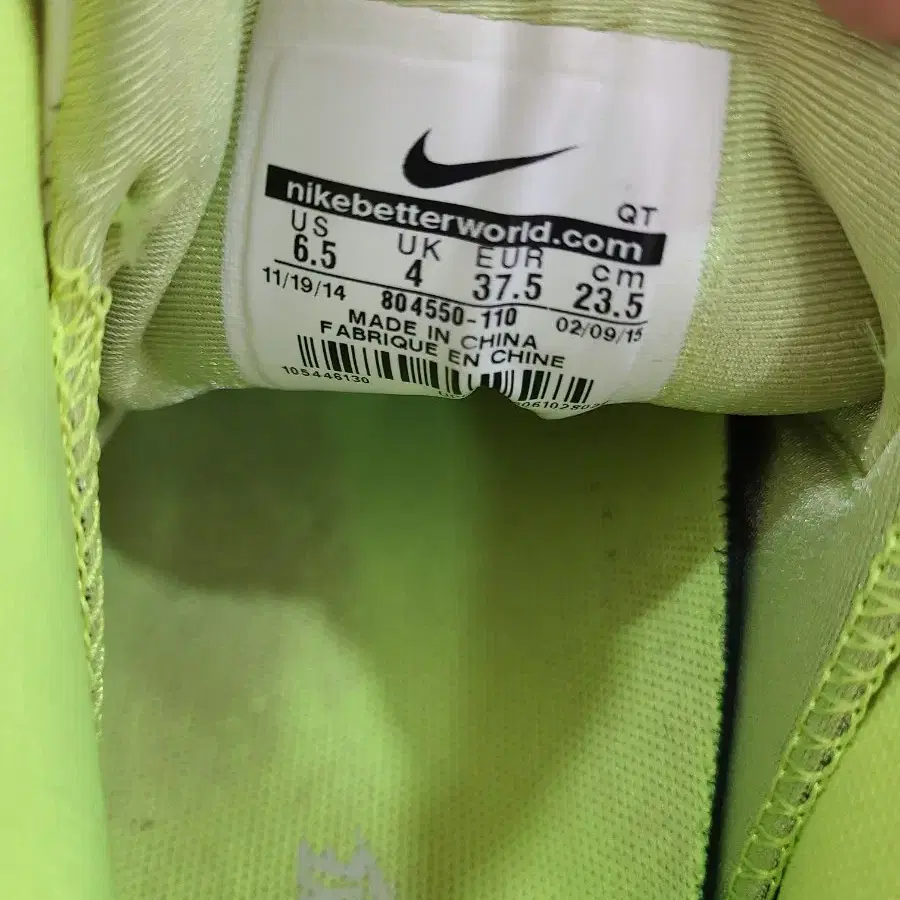 nikebetterworld.com
QT
US UK EUR cm
6.5 4 37.5 23.5
11/19/14 804550-110 02/09/15
MADE IN CHINA
FABRIQUE EN CHINE
105446130